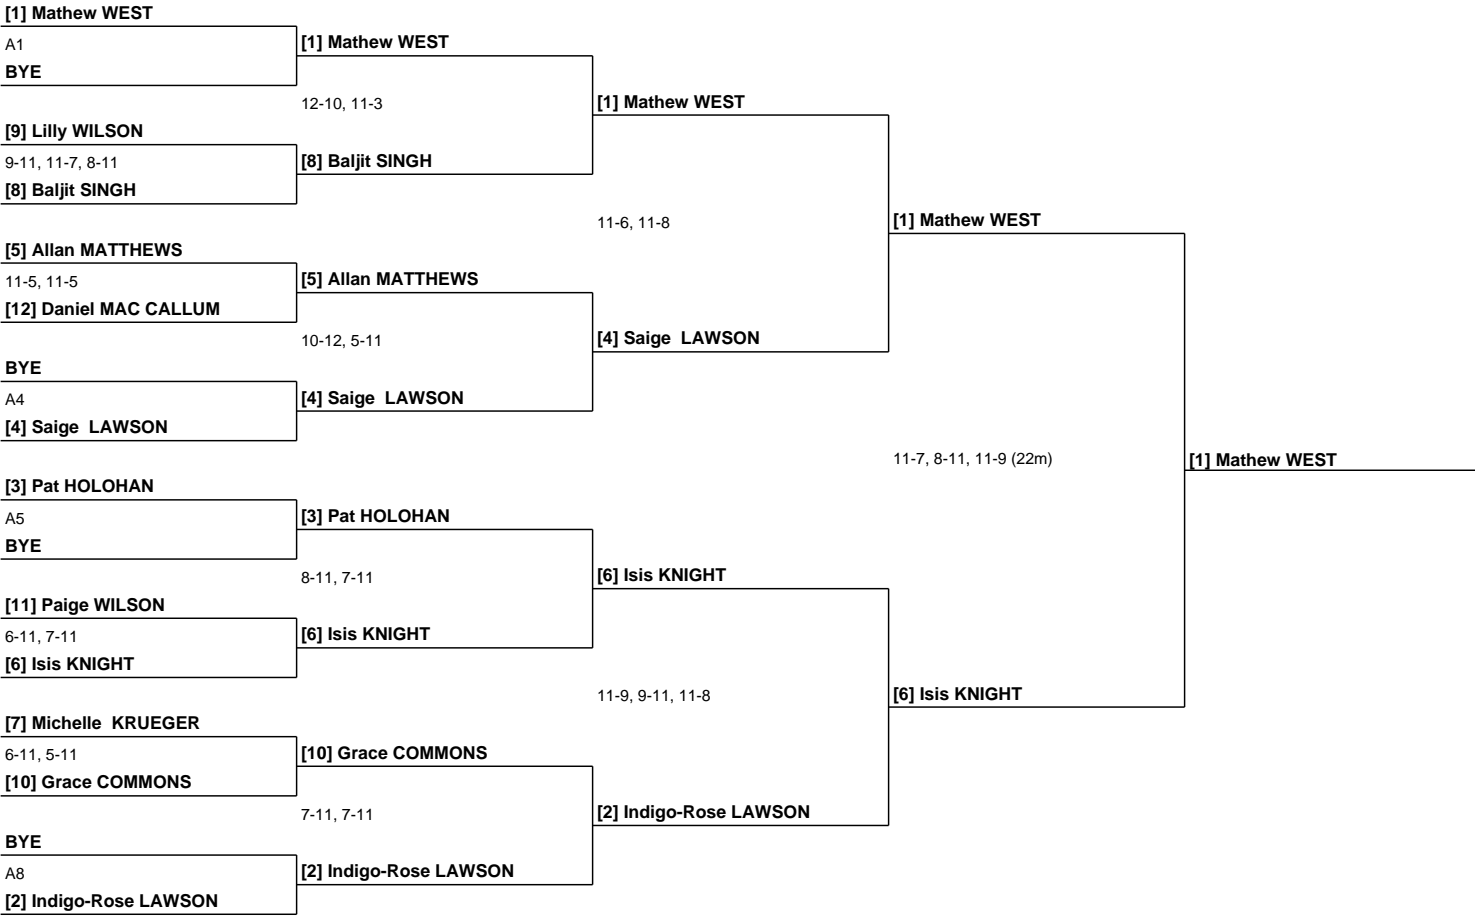 [1] Mathew WEST
A1
BYE
[9] Lilly WILSON
9-11, 11-7, 8-11
[8] Baljit SINGH
[5] Allan MATTHEWS
11-5, 11-5
[12] Daniel MAC CALLUM
BYE
A4
[4] Saige  LAWSON
[3] Pat HOLOHAN
A5
BYE
[11] Paige WILSON
6-11, 7-11
[6] Isis KNIGHT
[7] Michelle  KRUEGER
6-11, 5-11
[10] Grace COMMONS
BYE
A8
[2] Indigo-Rose LAWSON
[1] Mathew WEST
12-10, 11-3
[8] Baljit SINGH
[5] Allan MATTHEWS
10-12, 5-11
[4] Saige  LAWSON
[3] Pat HOLOHAN
8-11, 7-11
[6] Isis KNIGHT
[10] Grace COMMONS
7-11, 7-11
[2] Indigo-Rose LAWSON
[1] Mathew WEST
11-6, 11-8
[4] Saige  LAWSON
[6] Isis KNIGHT
11-9, 9-11, 11-8
[2] Indigo-Rose LAWSON
[1] Mathew WEST
11-7, 8-11, 11-9 (22m)
[6] Isis KNIGHT
[1] Mathew WEST